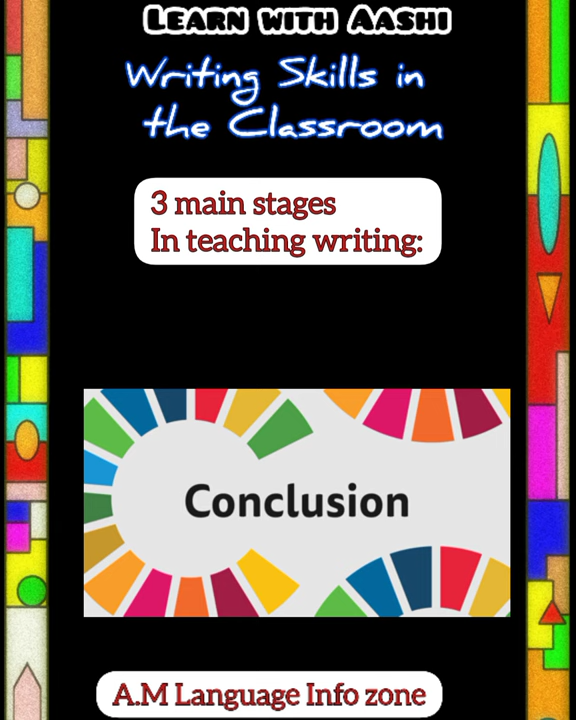 Learn with Aashi
Writing Skills in
the Classroom
3 main stages
In teaching writing:
Conclusion
A.M Language Info zone